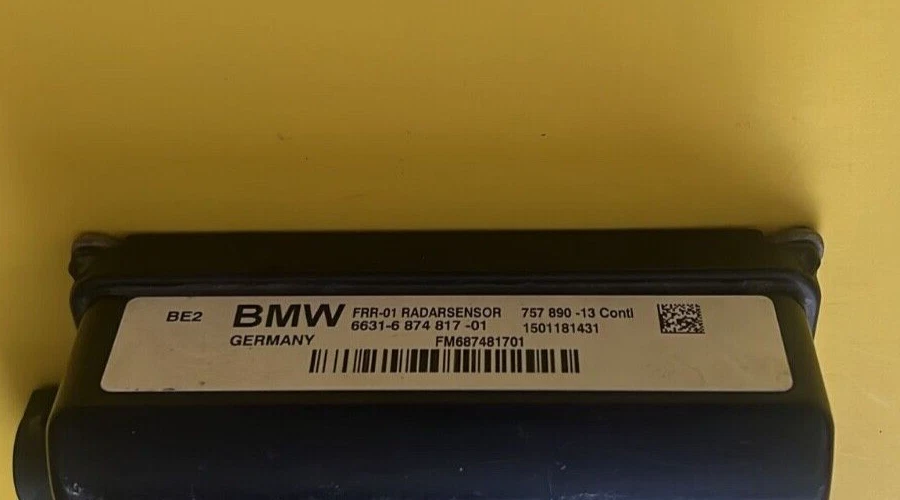 BE2 BMW FRR-01 RADARSENSOR 757 890 -13 Conti
6631-6 874 817 -01 1501181431
GERMANY FM687481701